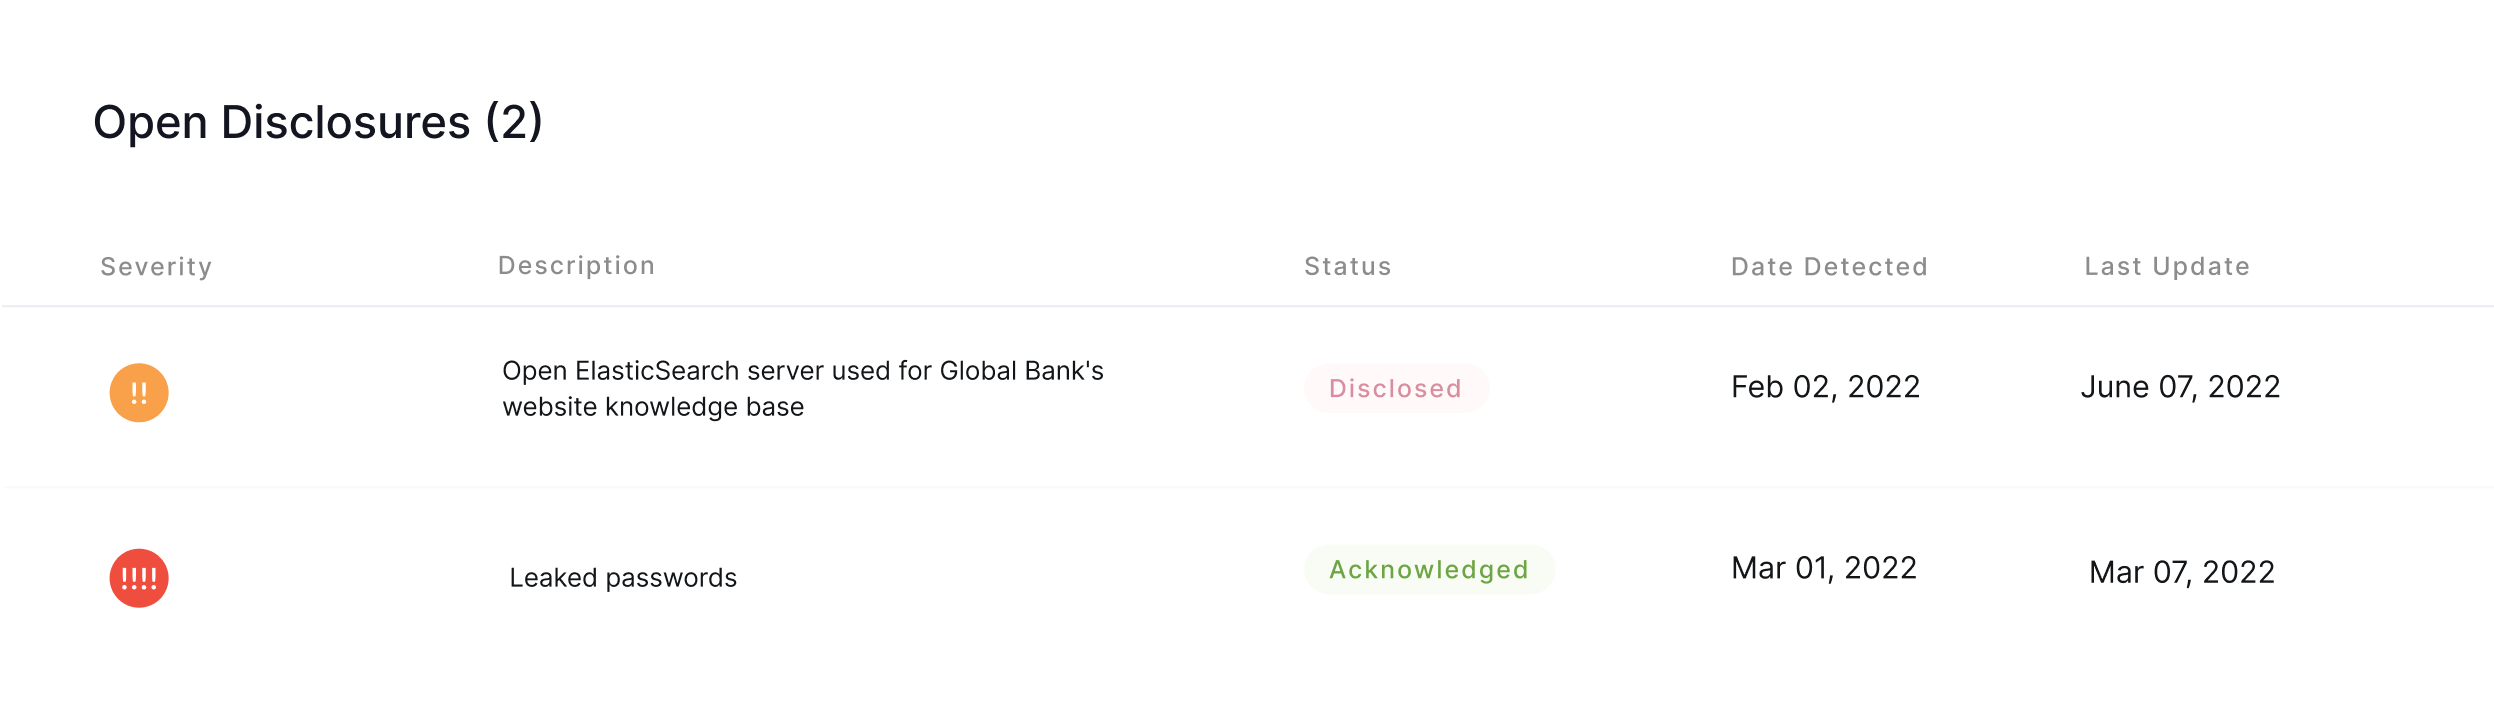 Open Disclosures (2)
Severity Description Status Date Detected Last Update
!! Open ElasticSearch server used for Global Bank's
website knowledge base Disclosed Feb 02, 2022 June 07, 2022
!!!! Leaked passwords Acknowledged Mar 01, 2022 Mar 07, 2022